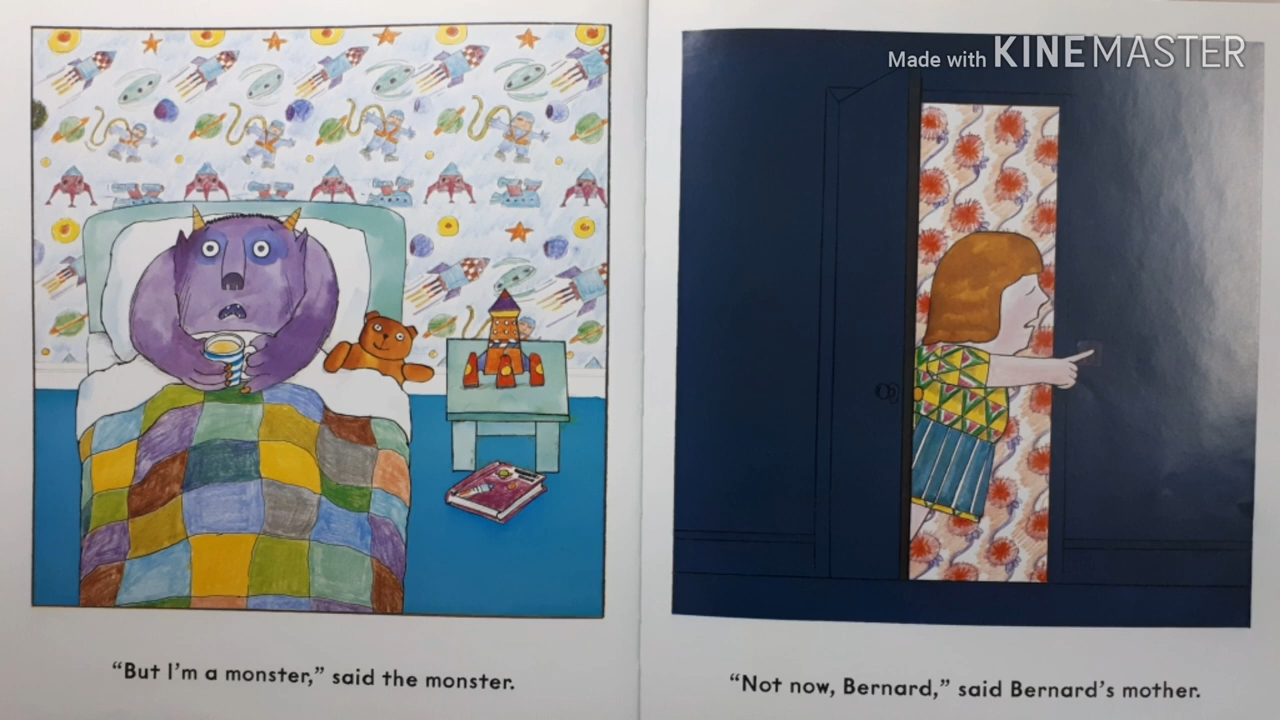 Made with KINEMASTER
“But I’m a monster,” said the monster.
“Not now, Bernard,” said Bernard’s mother.